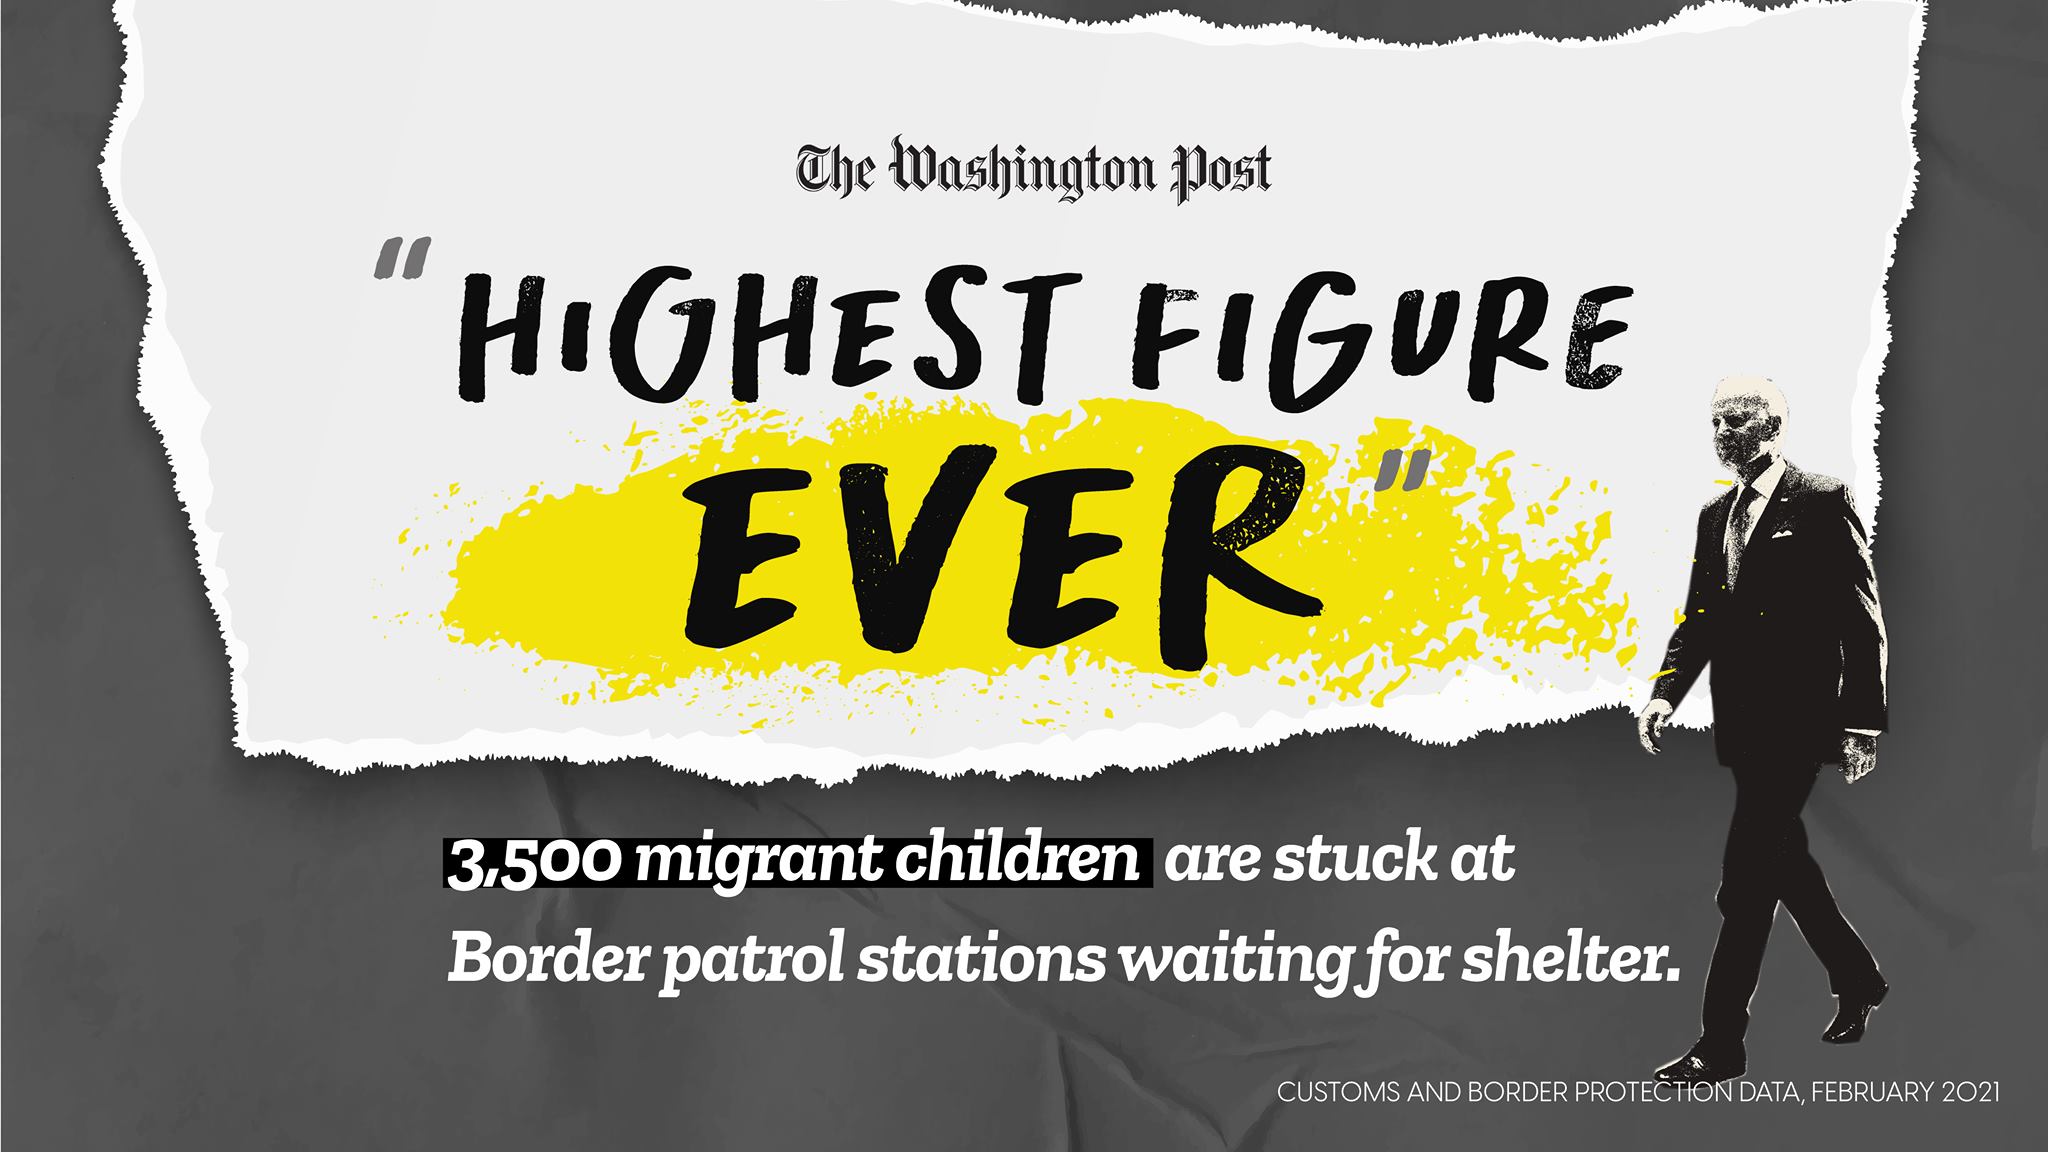 The Washington Post
"HIGHEST FIGURE
EVER"
3,500 migrant children are stuck at
Border patrol stations waiting for shelter.
CUSTOMS AND BORDER PROTECTION DATA, FEBRUARY 2021